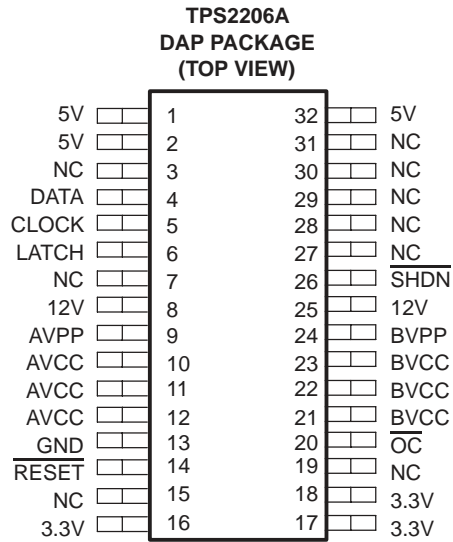 TPS2206A
DAP PACKAGE
(TOP VIEW)
5V 1 32 5V
5V 2 31 NC
NC 3 30 NC
DATA 4 29 NC
CLOCK 5 28 NC
LATCH 6 27 NC
NC 7 26 SHDN
12V 8 25 12V
AVPP 9 24 BVPP
AVCC 10 23 BVCC
AVCC 11 22 BVCC
AVCC 12 21 BVCC
GND 13 20 OC
RESET 14 19 NC
NC 15 18 3.3V
3.3V 16 17 3.3V